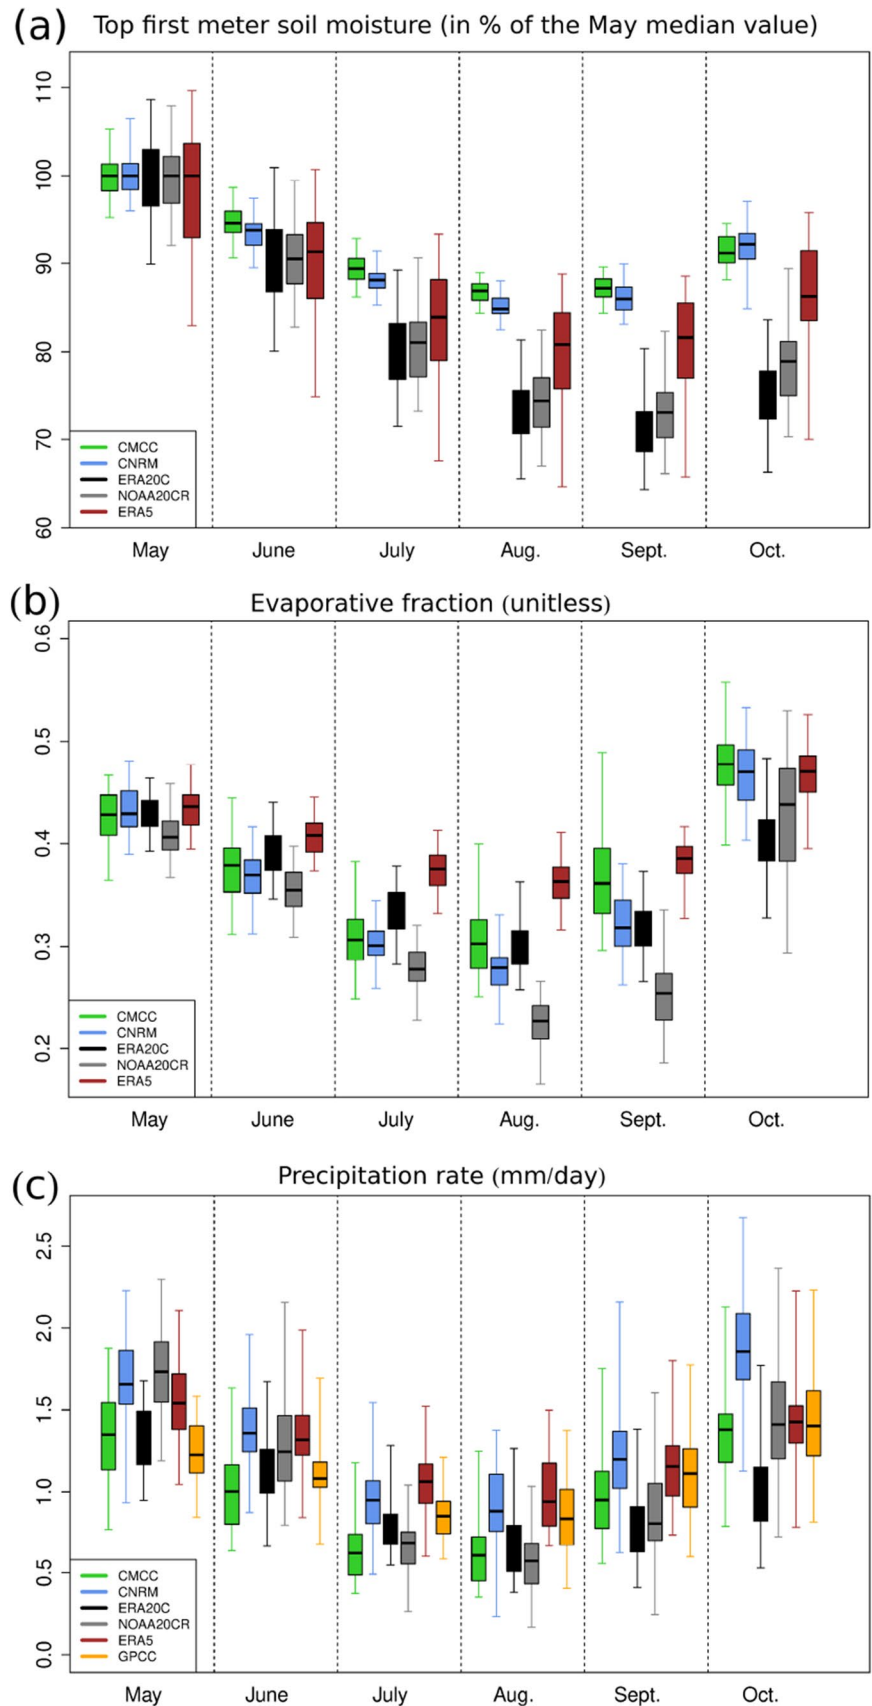 (a) Top first meter soil moisture (in % of the May median value)
110
100
90
80
70
60
CMCC
CNRM
ERA20C
NOAA20CR
ERA5
May June July Aug. Sept. Oct.
(b) Evaporative fraction (unitless)
0.6
0.5
0.4
0.3
0.2
CMCC
CNRM
ERA20C
NOAA20CR
ERA5
May June July Aug. Sept. Oct.
(c) Precipitation rate (mm/day)
2.5
2.0
1.5
1.0
0.5
0.0
CMCC
CNRM
ERA20C
NOAA20CR
ERA5
GPCC
May June July Aug. Sept. Oct.